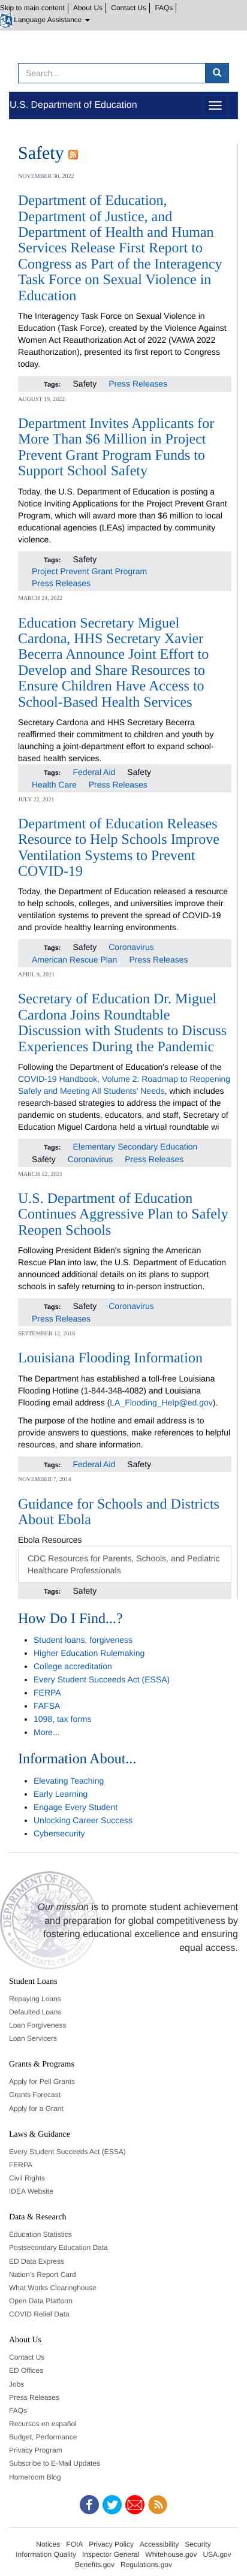 Skip to main content | About Us | Contact Us | FAQs |
Language Assistance
Search...
U.S. Department of Education
Safety
NOVEMBER 30, 2022
Department of Education,
Department of Justice, and
Department of Health and Human
Services Release First Report to
Congress as Part of the Interagency
Task Force on Sexual Violence in
Education
The Interagency Task Force on Sexual Violence in
Education (Task Force), created by the Violence Against
Women Act Reauthorization Act of 2022 (VAWA 2022
Reauthorization), presented its first report to Congress
today.
Tags: Safety Press Releases
AUGUST 19, 2022
Department Invites Applicants for
More Than $6 Million in Project
Prevent Grant Program Funds to
Support School Safety
Today, the U.S. Department of Education is posting a
Notice Inviting Applications for the Project Prevent Grant
Program, which will award more than $6 million to local
educational agencies (LEAs) impacted by community
violence.
Tags: Safety
Project Prevent Grant Program
Press Releases
MARCH 24, 2022
Education Secretary Miguel
Cardona, HHS Secretary Xavier
Becerra Announce Joint Effort to
Develop and Share Resources to
Ensure Children Have Access to
School-Based Health Services
Secretary Cardona and HHS Secretary Becerra
reaffirmed their commitment to children and youth by
launching a joint-department effort to expand school-
based health services.
Tags: Federal Aid Safety
Health Care Press Releases
JULY 22, 2021
Department of Education Releases
Resource to Help Schools Improve
Ventilation Systems to Prevent
COVID-19
Today, the Department of Education released a resource
to help schools, colleges, and universities improve their
ventilation systems to prevent the spread of COVID-19
and provide healthy learning environments.
Tags: Safety Coronavirus
American Rescue Plan Press Releases
APRIL 9, 2021
Secretary of Education Dr. Miguel
Cardona Joins Roundtable
Discussion with Students to Discuss
Experiences During the Pandemic
Following the Department of Education's release of the
COVID-19 Handbook, Volume 2: Roadmap to Reopening
Safely and Meeting All Students' Needs, which includes
research-based strategies to address the impact of the
pandemic on students, educators, and staff, Secretary of
Education Miguel Cardona held a virtual roundtable wi
Tags: Elementary Secondary Education
Safety Coronavirus Press Releases
MARCH 12, 2021
U.S. Department of Education
Continues Aggressive Plan to Safely
Reopen Schools
Following President Biden's signing the American
Rescue Plan into law, the U.S. Department of Education
announced additional details on its plans to support
schools in safely returning to in-person instruction.
Tags: Safety Coronavirus
Press Releases
SEPTEMBER 12, 2016
Louisiana Flooding Information
The Department has established a toll-free Louisiana
Flooding Hotline (1-844-348-4082) and Louisiana
Flooding email address (LA_Flooding_Help@ed.gov).
The purpose of the hotline and email address is to
provide answers to questions, make references to helpful
resources, and share information.
Tags: Federal Aid Safety
NOVEMBER 7, 2014
Guidance for Schools and Districts
About Ebola
Ebola Resources
CDC Resources for Parents, Schools, and Pediatric
Healthcare Professionals
Tags: Safety
How Do I Find...?
Student loans, forgiveness
Higher Education Rulemaking
College accreditation
Every Student Succeeds Act (ESSA)
FERPA
FAFSA
1098, tax forms
More...
Information About...
Elevating Teaching
Early Learning
Engage Every Student
Unlocking Career Success
Cybersecurity
Our mission is to promote student achievement
and preparation for global competitiveness by
fostering educational excellence and ensuring
equal access.
Student Loans
Repaying Loans
Defaulted Loans
Loan Forgiveness
Loan Servicers
Grants & Programs
Apply for Pell Grants
Grants Forecast
Apply for a Grant
Laws & Guidance
Every Student Succeeds Act (ESSA)
FERPA
Civil Rights
IDEA Website
Data & Research
Education Statistics
Postsecondary Education Data
ED Data Express
Nation's Report Card
What Works Clearinghouse
Open Data Platform
COVID Relief Data
About Us
Contact Us
ED Offices
Jobs
Press Releases
FAQs
Recursos en español
Budget, Performance
Privacy Program
Subscribe to E-Mail Updates
Homeroom Blog
Notices FOIA Privacy Policy Accessibility Security
Information Quality Inspector General Whitehouse.gov USA.gov
Benefits.gov Regulations.gov